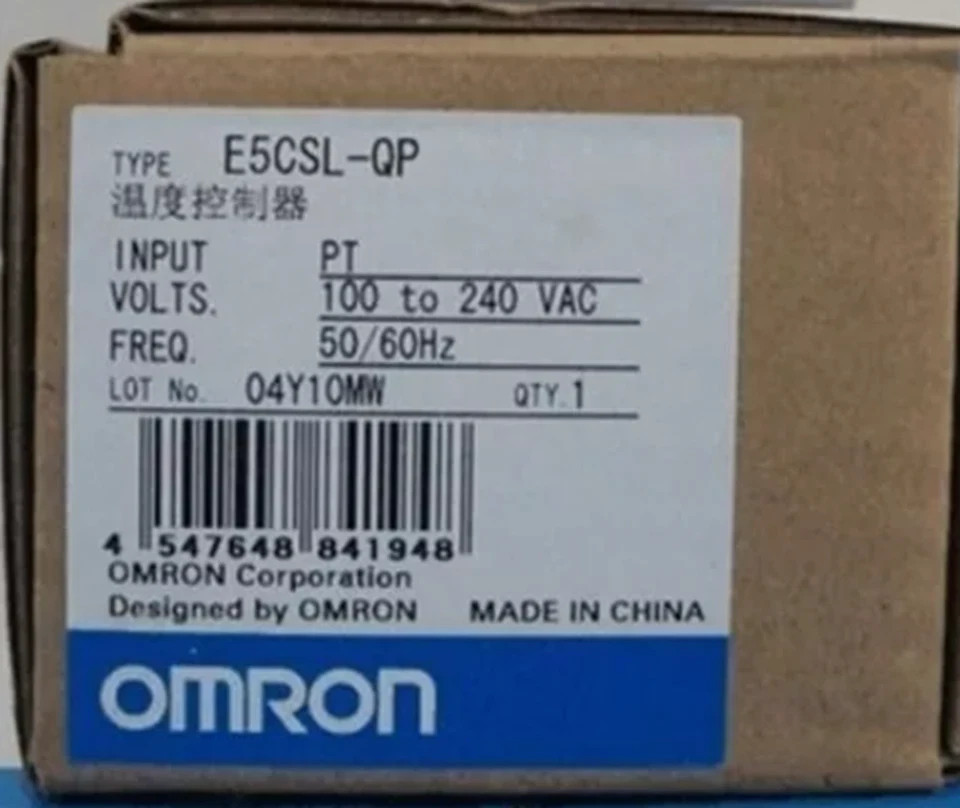 TYPE E5CSL-QP
温度控制器
INPUT PT
VOLTS. 100 to 240 VAC
FREQ. 50/60Hz
LOT No. 04Y10MW QTY.1
4 547648 841948
OMRON Corporation
Designed by OMRON MADE IN CHINA
OMRON